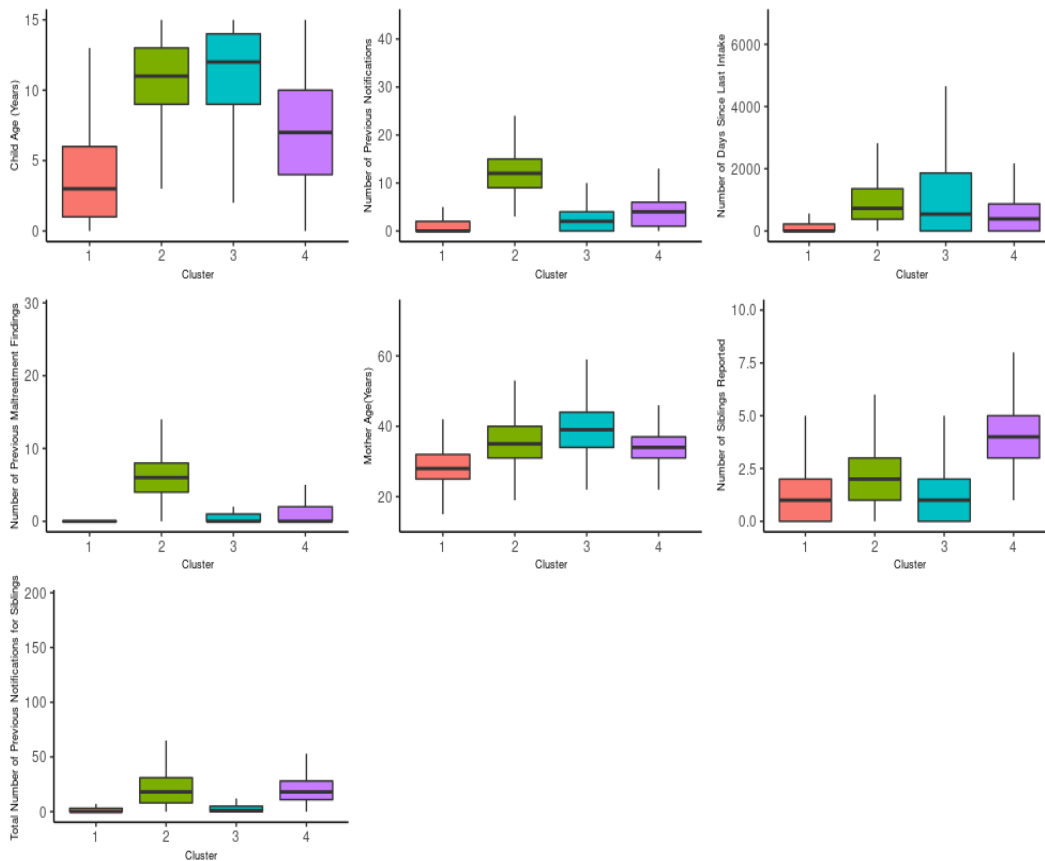 Child Age (Years)
15
10
5
0
1 2 3 4
Cluster
Number of Previous Notifications
40
30
20
10
0
1 2 3 4
Cluster
Number of Days Since Last Intake
6000
4000
2000
0
1 2 3 4
Cluster
Number of Previous Maltreatment Findings
30
20
10
0
1 2 3 4
Cluster
Mother Age(Years)
60
40
20
1 2 3 4
Cluster
Number of Siblings Reported
10.0
7.5
5.0
2.5
0.0
1 2 3 4
Cluster
Total Number of Previous Notifications for Siblings
200
150
100
50
0
1 2 3 4
Cluster